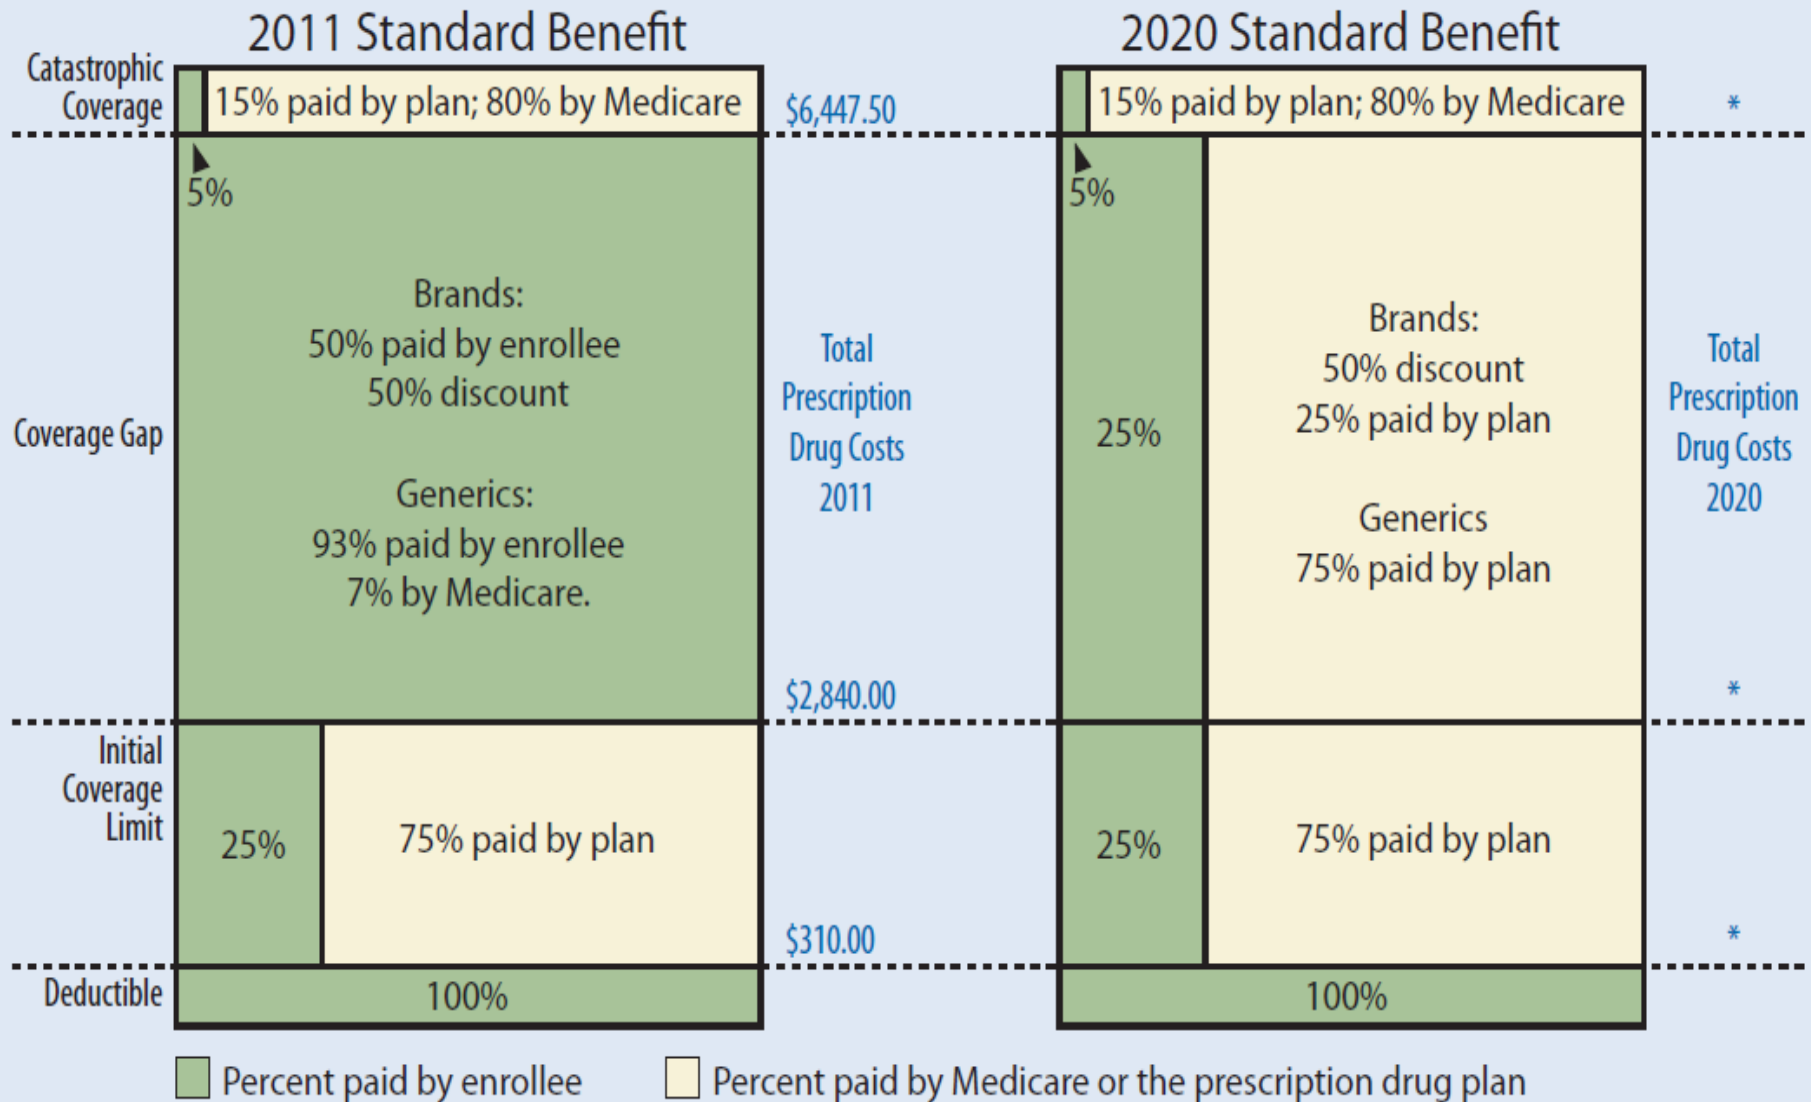 2011 Standard Benefit
2020 Standard Benefit
Catastrophic
Coverage
15% paid by plan; 80% by Medicare
$6,447.50
15% paid by plan; 80% by Medicare
*
5%
5%
Coverage Gap
Brands:
50% paid by enrollee
50% discount
Generics:
93% paid by enrollee
7% by Medicare.
Total
Prescription
Drug Costs
2011
25%
Brands:
50% discount
25% paid by plan
Generics
75% paid by plan
Total
Prescription
Drug Costs
2020
$2,840.00
*
Initial
Coverage
Limit
25%
75% paid by plan
25%
75% paid by plan
$310.00
*
Deductible
100%
100%
Percent paid by enrollee
Percent paid by Medicare or the prescription drug plan